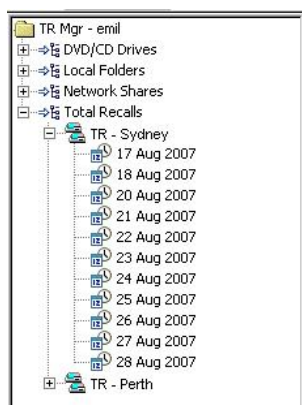 TR Mgr - emil
DVD/CD Drives
Local Folders
Network Shares
Total Recalls
TR - Sydney
17 Aug 2007
18 Aug 2007
20 Aug 2007
21 Aug 2007
22 Aug 2007
23 Aug 2007
24 Aug 2007
25 Aug 2007
26 Aug 2007
27 Aug 2007
28 Aug 2007
TR - Perth